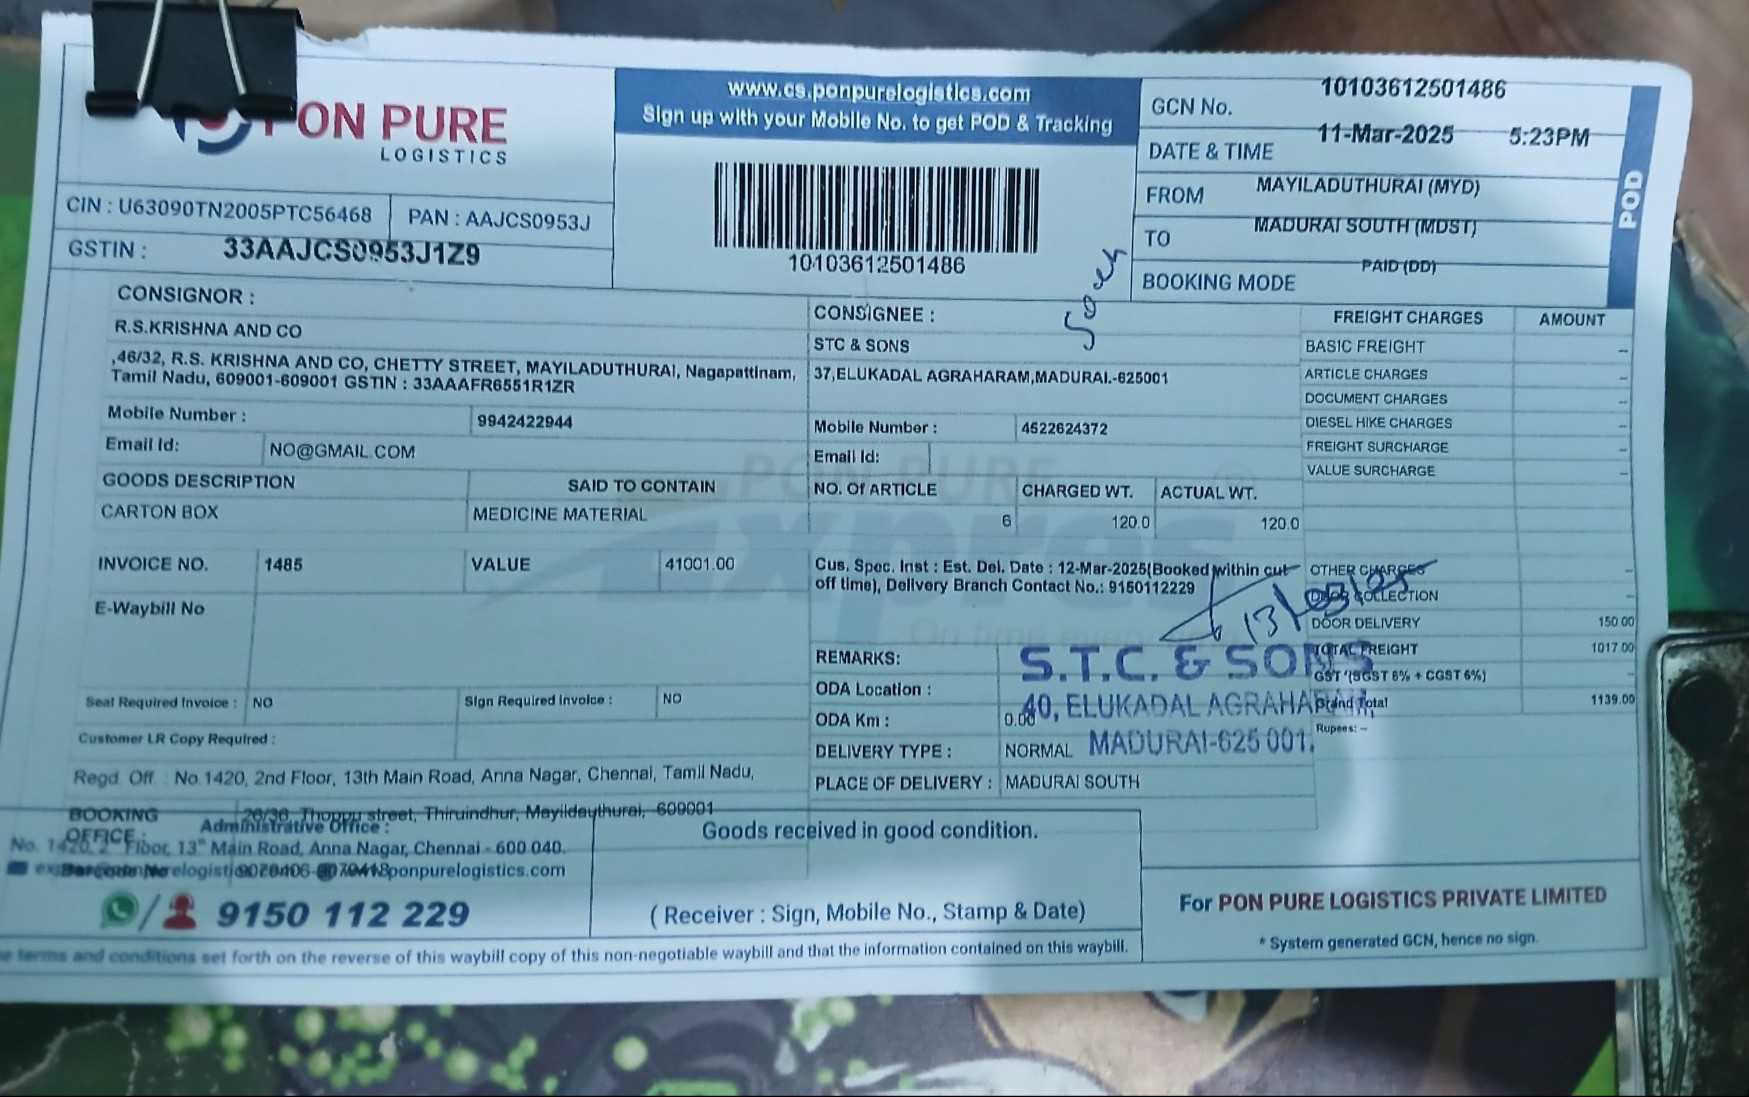 PON PURE
LOGISTICS
CIN : U63090TN2005PTC56468
PAN : AAJCS0953J
GSTIN : 33AAJCS0953J1Z9
www.cs.ponpurelogistics.com
Sign up with your Mobile No. to get POD & Tracking
10103612501486
GCN No. 10103612501486
DATE & TIME 11-Mar-2025 5:23PM
FROM MAYILADUTHURAI (MYD)
TO MADURAI SOUTH (MDST)
BOOKING MODE PAID (DD)
POD
CONSIGNOR :
R.S.KRISHNA AND CO
,46/32, R.S. KRISHNA AND CO, CHETTY STREET, MAYILADUTHURAI, Nagapattinam,
Tamil Nadu, 609001-609001 GSTIN : 33AAAFR6551R1ZR
Mobile Number : 9942422944
Email Id: NO@GMAIL.COM
GOODS DESCRIPTION SAID TO CONTAIN
CARTON BOX MEDICINE MATERIAL
INVOICE NO. 1485 VALUE 41001.00
E-Waybill No
Seal Required Invoice : NO Sign Required Invoice : NO
Customer LR Copy Required :
Regd. Off. : No.1420, 2nd Floor, 13th Main Road, Anna Nagar, Chennai, Tamil Nadu,
CONSIGNEE :
STC & SONS
37,ELUKADAL AGRAHARAM,MADURAI.-625001
Mobile Number : 4522624372
Email Id:
NO. Of ARTICLE CHARGED WT. ACTUAL WT.
6 120.0 120.0
Cus. Spec. Inst : Est. Del. Date : 12-Mar-2025(Booked within cut
off time), Delivery Branch Contact No.: 9150112229
REMARKS:
ODA Location :
ODA Km : 0.00
DELIVERY TYPE : NORMAL
PLACE OF DELIVERY : MADURAI SOUTH
S.T.C. & SONS
40, ELUKADAL AGRAHARAM,
MADURAI-625 001.
FREIGHT CHARGES AMOUNT
BASIC FREIGHT –
ARTICLE CHARGES –
DOCUMENT CHARGES –
DIESEL HIKE CHARGES –
FREIGHT SURCHARGE –
VALUE SURCHARGE –
OTHER CHARGES –
DOOR COLLECTION –
DOOR DELIVERY 150.00
TOTAL FREIGHT 1017.00
GST (SGST 6% + CGST 6%) –
Grand Total 1139.00
Rupees: –
BOOKING OFFICE : 26/36, Thoppu street, Thiruindhur, Mayildauthurai, 609001
Administrative Office :
No. 1420, 2 Floor, 13th Main Road, Anna Nagar, Chennai - 600 040.
9150 112 229
Goods received in good condition.
( Receiver : Sign, Mobile No., Stamp & Date)
For PON PURE LOGISTICS PRIVATE LIMITED
* System generated GCN, hence no sign.
terms and conditions set forth on the reverse of this waybill copy of this non-negotiable waybill and that the information contained on this waybill.